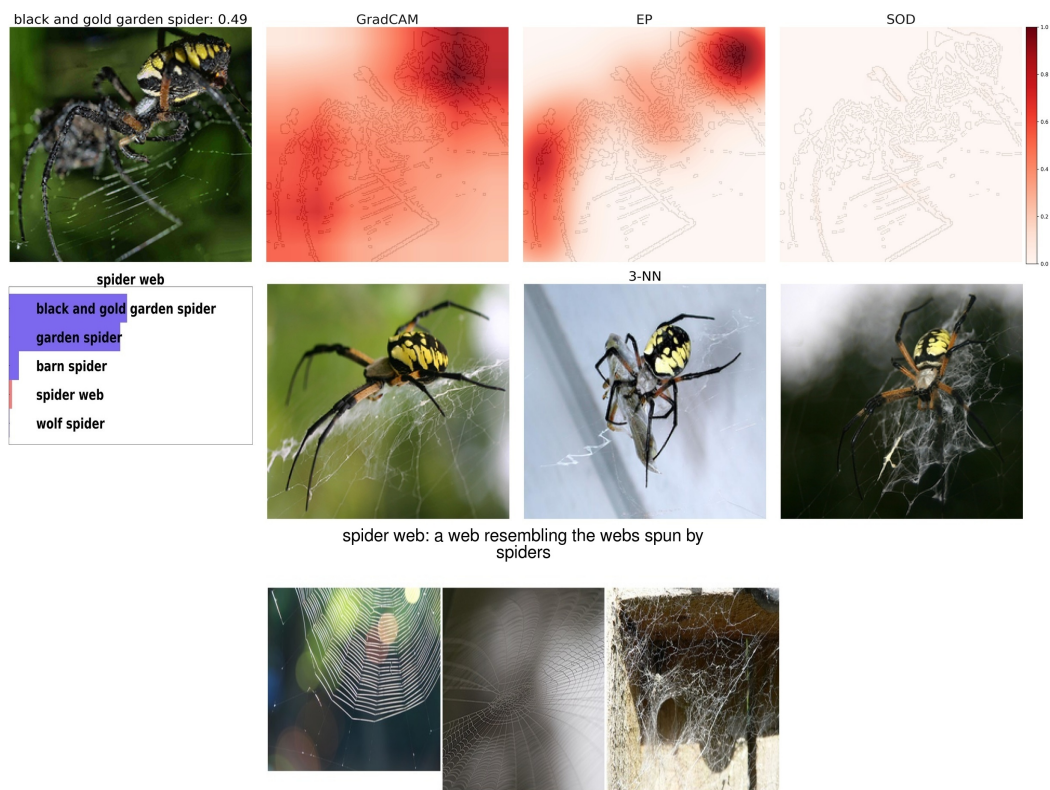 black and gold garden spider: 0.49
GradCAM
EP
SOD
1.0
0.8
0.6
0.4
0.2
0.0
spider web
black and gold garden spider
garden spider
barn spider
spider web
wolf spider
3-NN
spider web: a web resembling the webs spun by
spiders